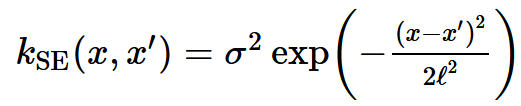 k_SE(x, x′) = σ² exp(−(x−x′)² / 2ℓ²)